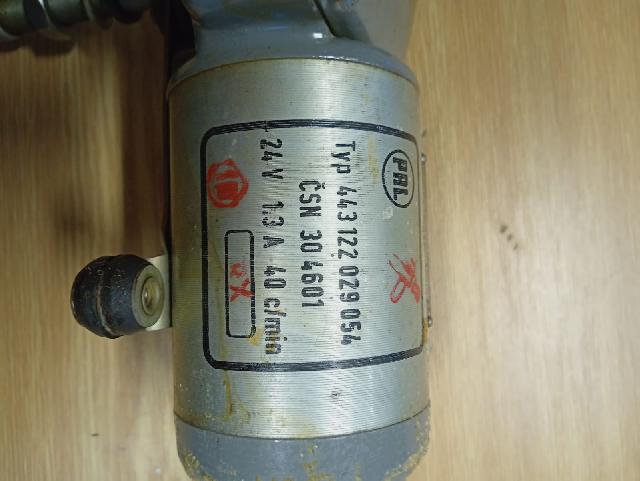 PAL
Typ 443 122 029 054
ČSN 30 4601
24 V 1.3 A 40 c/min